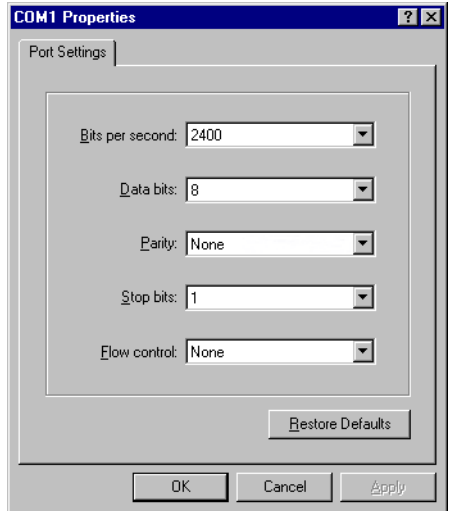 COM1 Properties
Port Settings
Bits per second: 2400
Data bits: 8
Parity: None
Stop bits: 1
Flow control: None
Restore Defaults
OK Cancel Apply